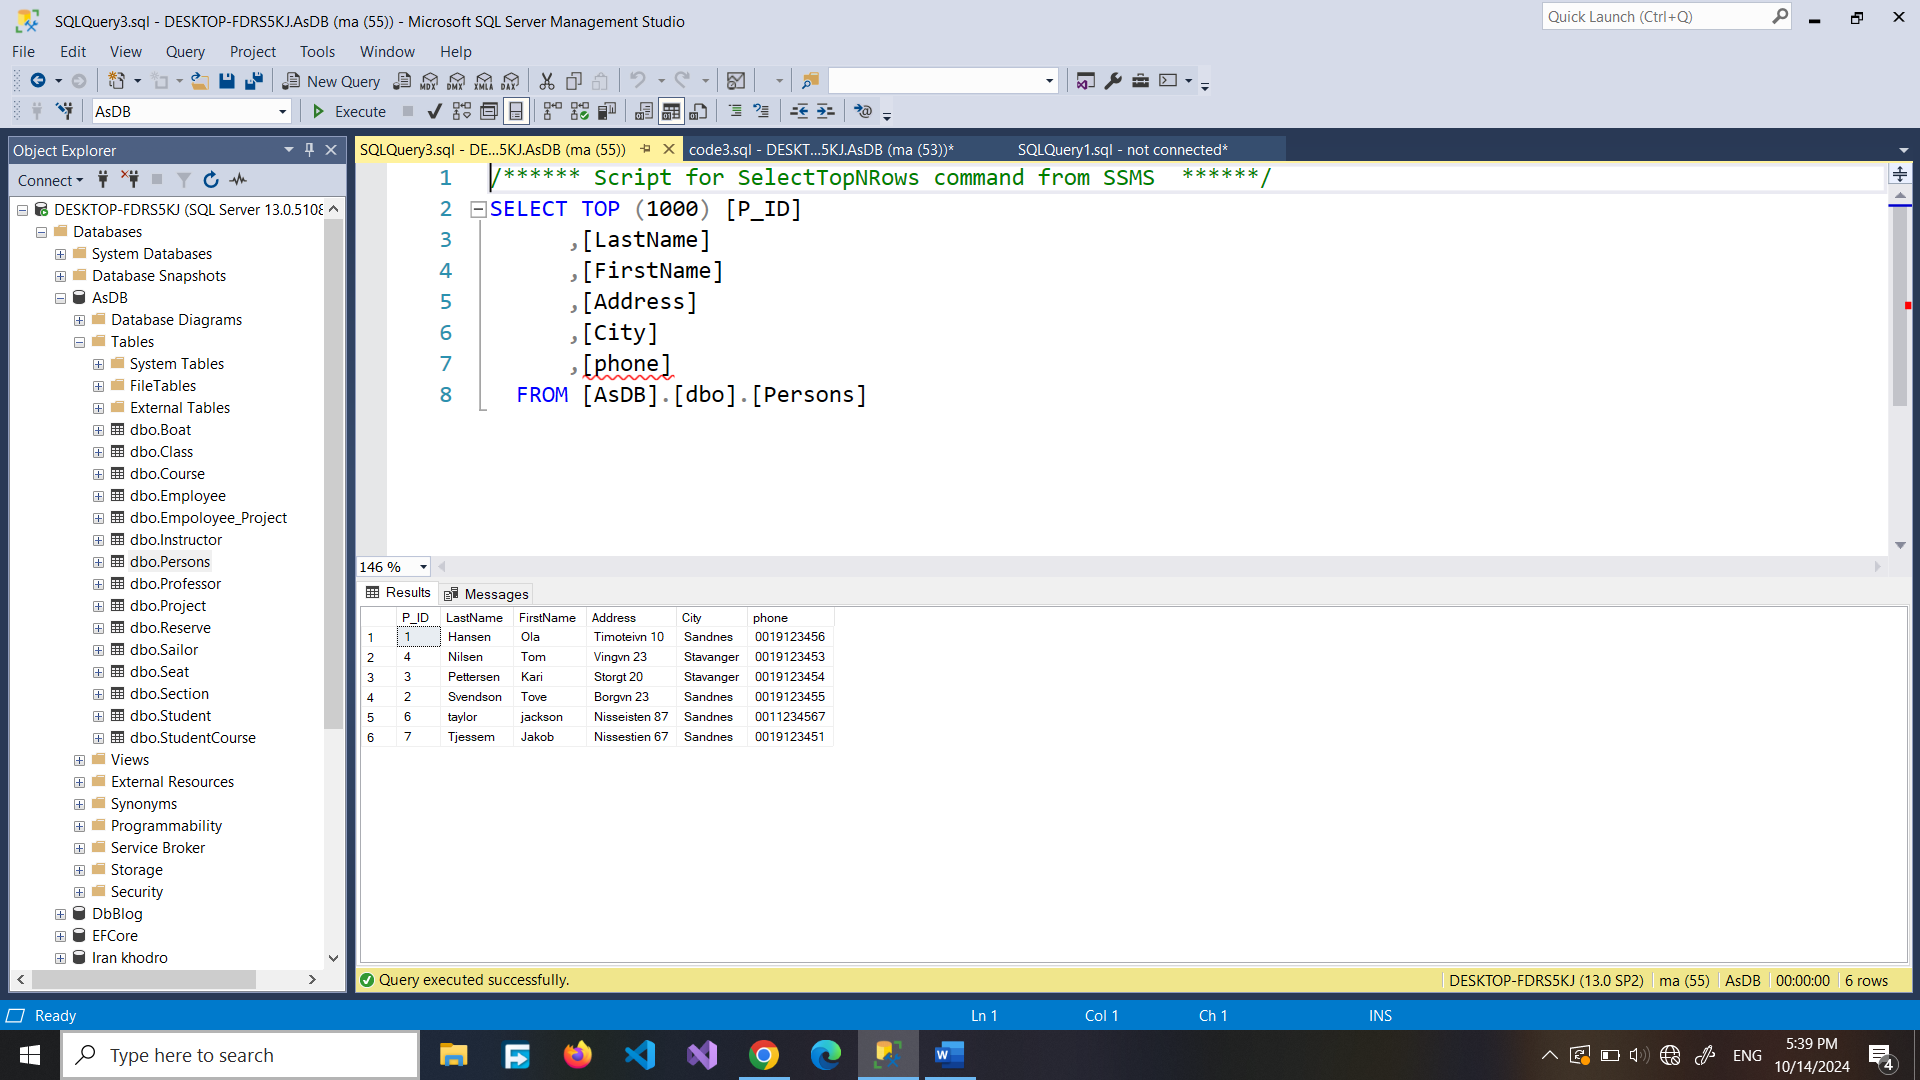 SQLQuery3.sql - DESKTOP-FDRS5KJ.AsDB (ma (55)) - Microsoft SQL Server Management Studio
Quick Launch (Ctrl+Q)
File Edit View Query Project Tools Window Help
New Query MDX DMX XMLA DAX
AsDB Execute
Object Explorer
SQLQuery3.sql - DE...5KJ.AsDB (ma (55)) code3.sql - DESKT...5KJ.AsDB (ma (53))* SQLQuery1.sql - not connected*
Connect
DESKTOP-FDRS5KJ (SQL Server 13.0.5108
Databases
System Databases
Database Snapshots
AsDB
Database Diagrams
Tables
System Tables
FileTables
External Tables
dbo.Boat
dbo.Class
dbo.Course
dbo.Employee
dbo.Empoloyee_Project
dbo.Instructor
dbo.Persons
dbo.Professor
dbo.Project
dbo.Reserve
dbo.Sailor
dbo.Seat
dbo.Section
dbo.Student
dbo.StudentCourse
Views
External Resources
Synonyms
Programmability
Service Broker
Storage
Security
DbBlog
EFCore
Iran khodro
1 /****** Script for SelectTopNRows command from SSMS  ******/
2 SELECT TOP (1000) [P_ID]
3 ,[LastName]
4 ,[FirstName]
5 ,[Address]
6 ,[City]
7 ,[phone]
8 FROM [AsDB].[dbo].[Persons]
146 %
Results Messages
P_ID LastName FirstName Address City phone
1 1 Hansen Ola Timoteivn 10 Sandnes 0019123456
2 4 Nilsen Tom Vingvn 23 Stavanger 0019123453
3 3 Pettersen Kari Storgt 20 Stavanger 0019123454
4 2 Svendson Tove Borgvn 23 Sandnes 0019123455
5 6 taylor jackson Nisseisten 87 Sandnes 0011234567
6 7 Tjessem Jakob Nissestien 67 Sandnes 0019123451
Query executed successfully. DESKTOP-FDRS5KJ (13.0 SP2) ma (55) AsDB 00:00:00 6 rows
Ready Ln 1 Col 1 Ch 1 INS
Type here to search
ENG
5:39 PM
10/14/2024
4